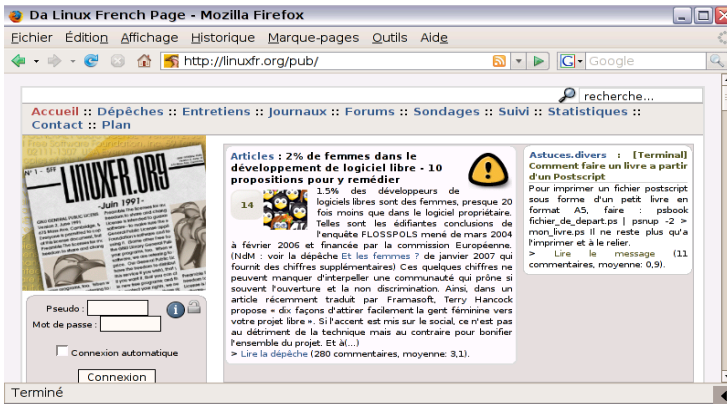 Da Linux French Page - Mozilla Firefox
Fichier Édition Affichage Historique Marque-pages Outils Aide
http://linuxfr.org/pub/
G Google
recherche...
Accueil :: Dépêches :: Entretiens :: Journaux :: Forums :: Sondages :: Suivi :: Statistiques ::
Contact :: Plan
N° 1 - SFF
LINUXFR.ORG
-Juin 1991-
Pseudo :
Mot de passe :
Connexion automatique
Connexion
Articles : 2% de femmes dans le
développement de logiciel libre - 10
propositions pour y remédier
14
1.5% des développeurs de
logiciels libres sont des femmes, presque 20
fois moins que dans le logiciel propriétaire.
Telles sont les édifiantes conclusions de
l'enquête FLOSSPOLS mené de mars 2004
à février 2006 et financée par la commission Européenne.
(NdM : voir la dépêche Et les femmes ? de janvier 2007 qui
fournit des chiffres supplémentaires) Ces quelques chiffres ne
peuvent manquer d'interpeller une communauté qui prône si
souvent l'ouverture et la non discrimination. Ainsi, dans un
article récemment traduit par Framasoft, Terry Hancock
propose « dix façons d'attirer facilement la gent féminine vers
votre projet libre ». Si l'accent est mis sur le social, ce n'est pas
au détriment de la technique mais au contraire pour bonifier
l'ensemble du projet. Et à(...)
> Lire la dépêche (280 commentaires, moyenne: 3,1).
Astuces.divers : [Terminal]
Comment faire un livre a partir
d'un Postscript
Pour imprimer un fichier postscript
sous forme d'un petit livre en
format A5, faire : psbook
fichier_de_depart.ps | psnup -2 >
mon_livre.ps Il ne reste plus qu'a
l'imprimer et à le relier.
> Lire le message (11
commentaires, moyenne: 0,9).
Terminé